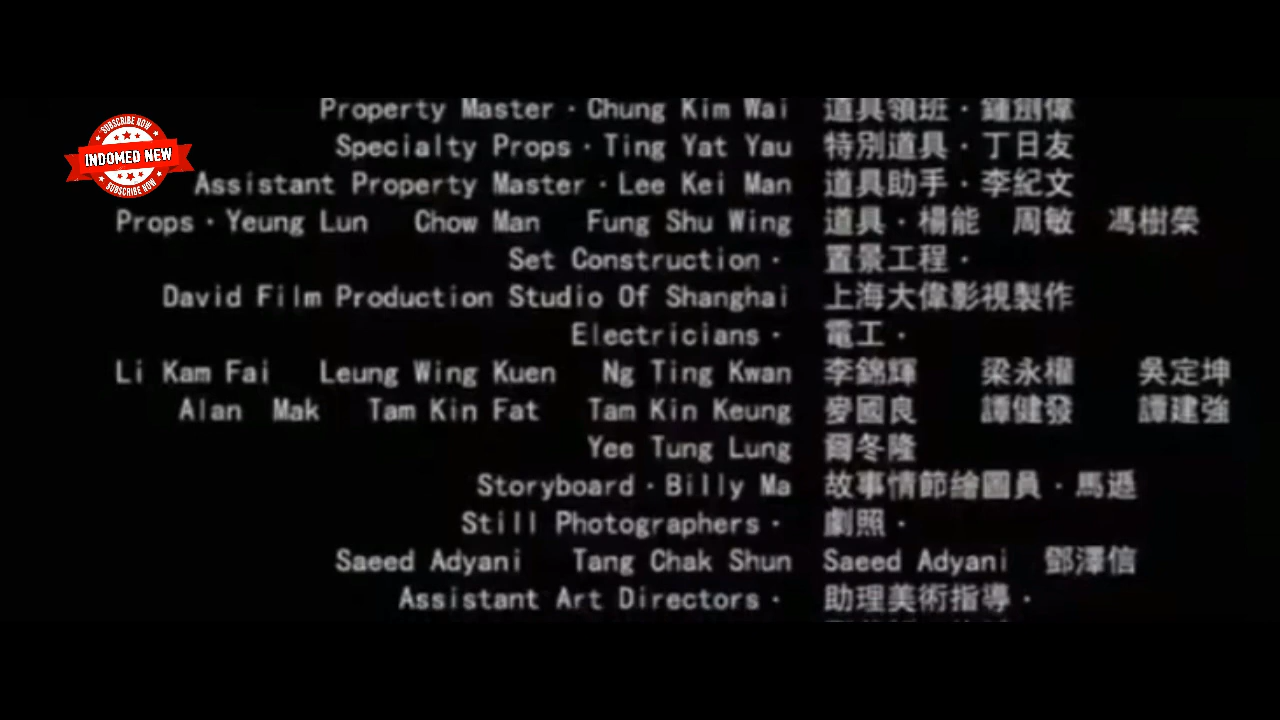 Property Master · Chung Kim Wai 道具領班 · 鍾劍偉
SUBSCRIBE NOW
INDOMED NEW
SUBSCRIBE NOW
Specialty Props · Ting Yat Yau 特別道具 · 丁日友
Assistant Property Master · Lee Kei Man 道具助手 · 李紀文
Props · Yeung Lun Chow Man Fung Shu Wing 道具 · 楊能 周敏 馮樹榮
Set Construction · 置景工程 ·
David Film Production Studio Of Shanghai 上海大偉影視製作
Electricians · 電工 ·
Li Kam Fai Leung Wing Kuen Ng Ting Kwan 李錦輝 梁永權 吳定坤
Alan Mak Tam Kin Fat Tam Kin Keung 麥國良 譚健發 譚建強
Yee Tung Lung 爾冬隆
Storyboard · Billy Ma 故事情節繪圖員 · 馬遜
Still Photographers · 劇照 ·
Saeed Adyani Tang Chak Shun Saeed Adyani 鄧澤信
Assistant Art Directors · 助理美術指導 ·